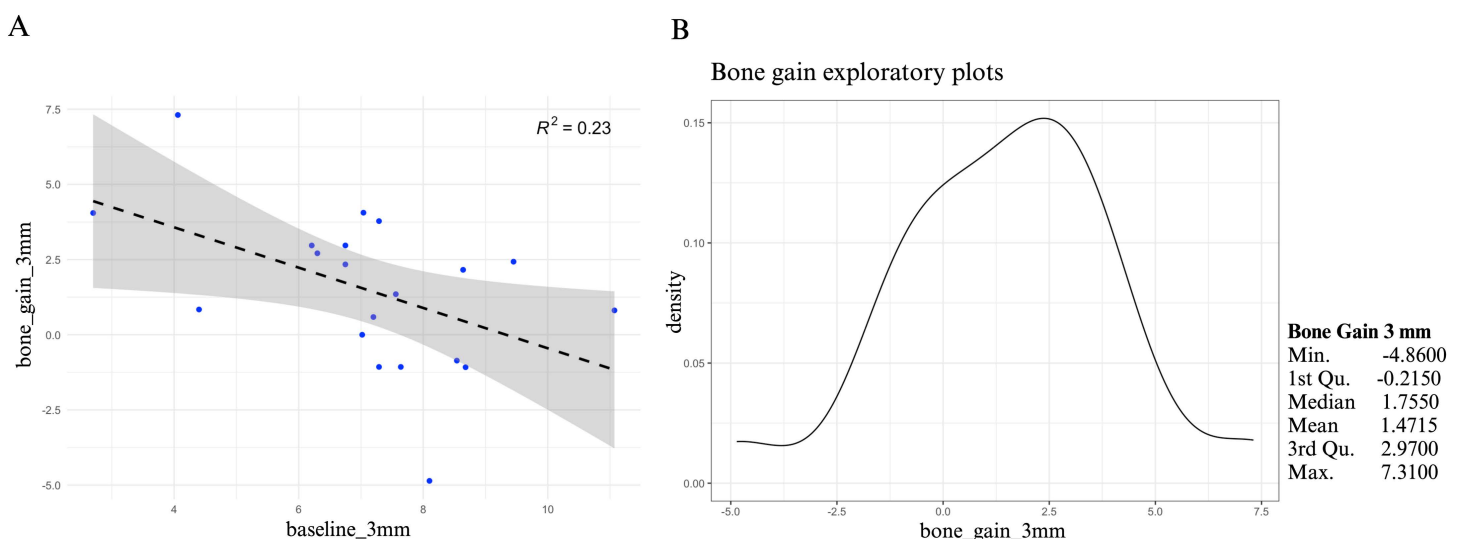 A
B
Bone gain exploratory plots
R² = 0.23
7.5
5.0
2.5
0.0
-2.5
-5.0
bone_gain_3mm
4
6
8
10
baseline_3mm
0.15
0.10
0.05
0.00
density
-5.0
-2.5
0.0
2.5
5.0
7.5
bone_gain_3mm
Bone Gain 3 mm
Min. -4.8600
1st Qu. -0.2150
Median 1.7550
Mean 1.4715
3rd Qu. 2.9700
Max. 7.3100